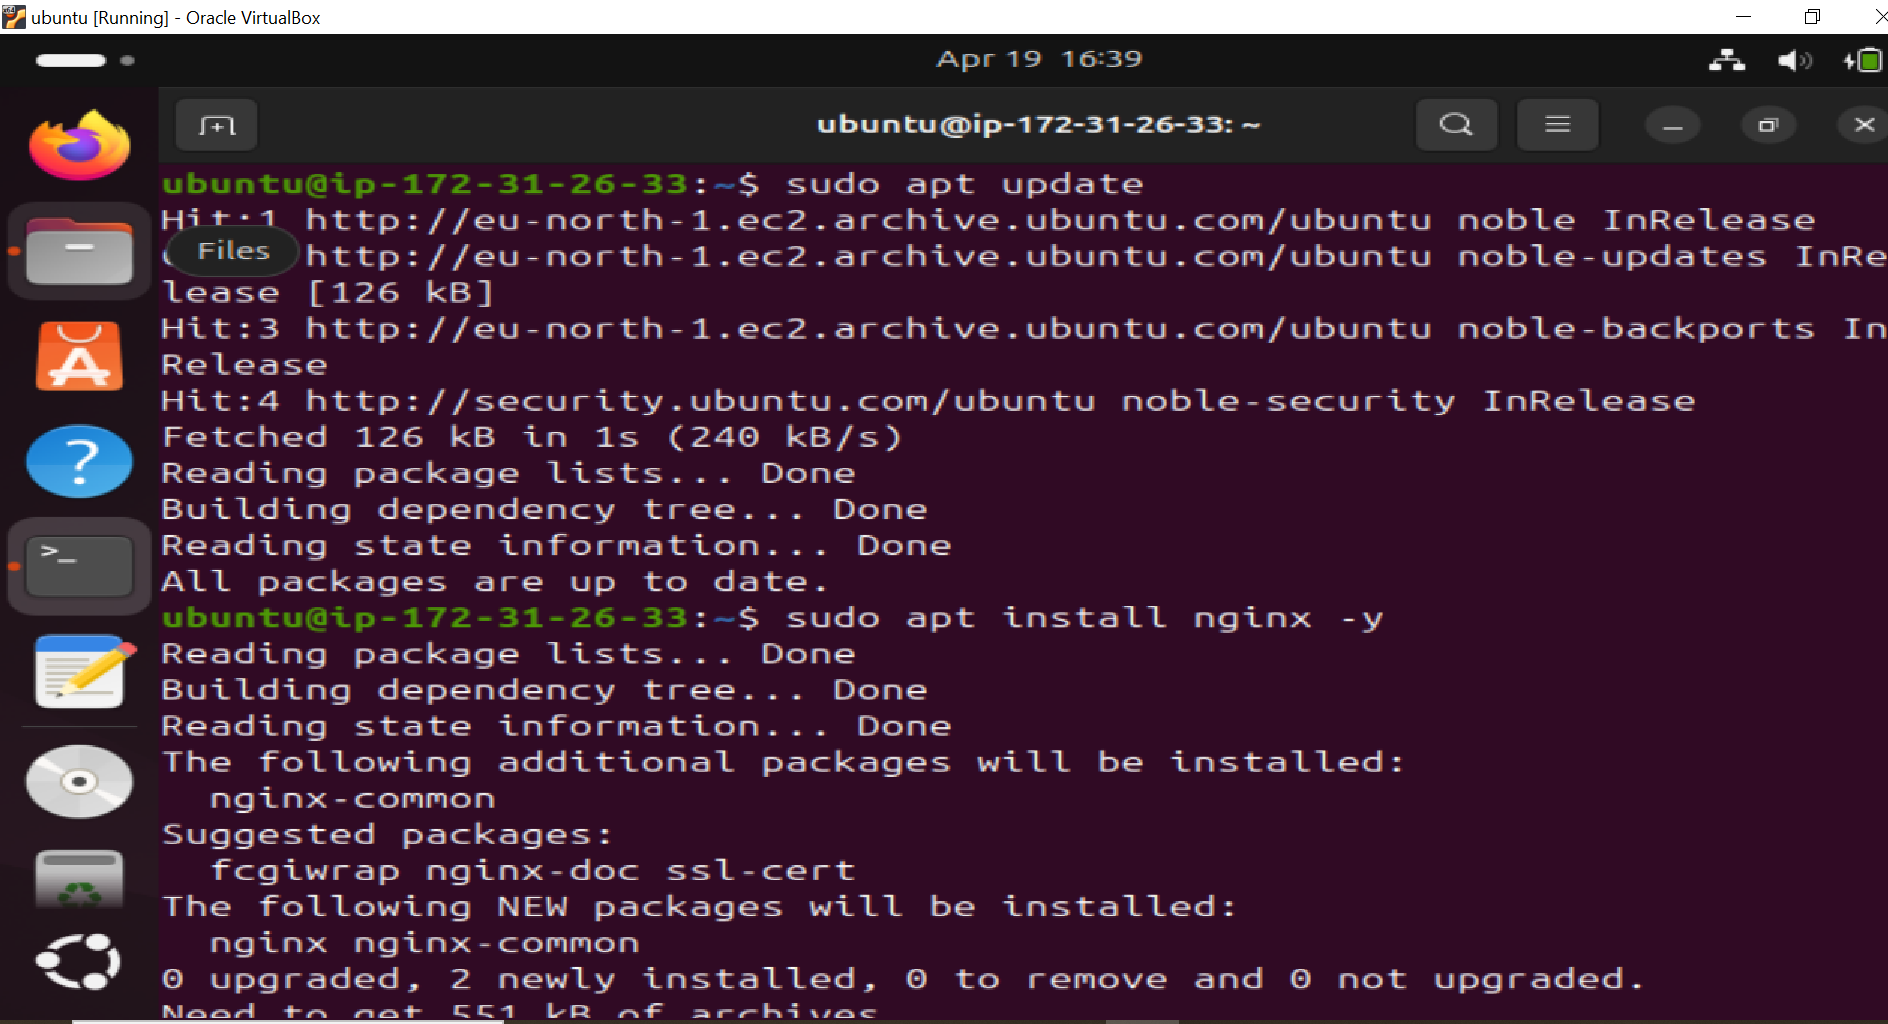 ubuntu [Running] - Oracle VirtualBox
Apr 19 16:39
ubuntu@ip-172-31-26-33: ~
ubuntu@ip-172-31-26-33:~$ sudo apt update
Hit:1 http://eu-north-1.ec2.archive.ubuntu.com/ubuntu noble InRelease
Files
http://eu-north-1.ec2.archive.ubuntu.com/ubuntu noble-updates InRe
lease [126 kB]
Hit:3 http://eu-north-1.ec2.archive.ubuntu.com/ubuntu noble-backports In
Release
Hit:4 http://security.ubuntu.com/ubuntu noble-security InRelease
Fetched 126 kB in 1s (240 kB/s)
Reading package lists... Done
Building dependency tree... Done
Reading state information... Done
All packages are up to date.
ubuntu@ip-172-31-26-33:~$ sudo apt install nginx -y
Reading package lists... Done
Building dependency tree... Done
Reading state information... Done
The following additional packages will be installed:
nginx-common
Suggested packages:
fcgiwrap nginx-doc ssl-cert
The following NEW packages will be installed:
nginx nginx-common
0 upgraded, 2 newly installed, 0 to remove and 0 not upgraded.
Need to get 551 kB of archives